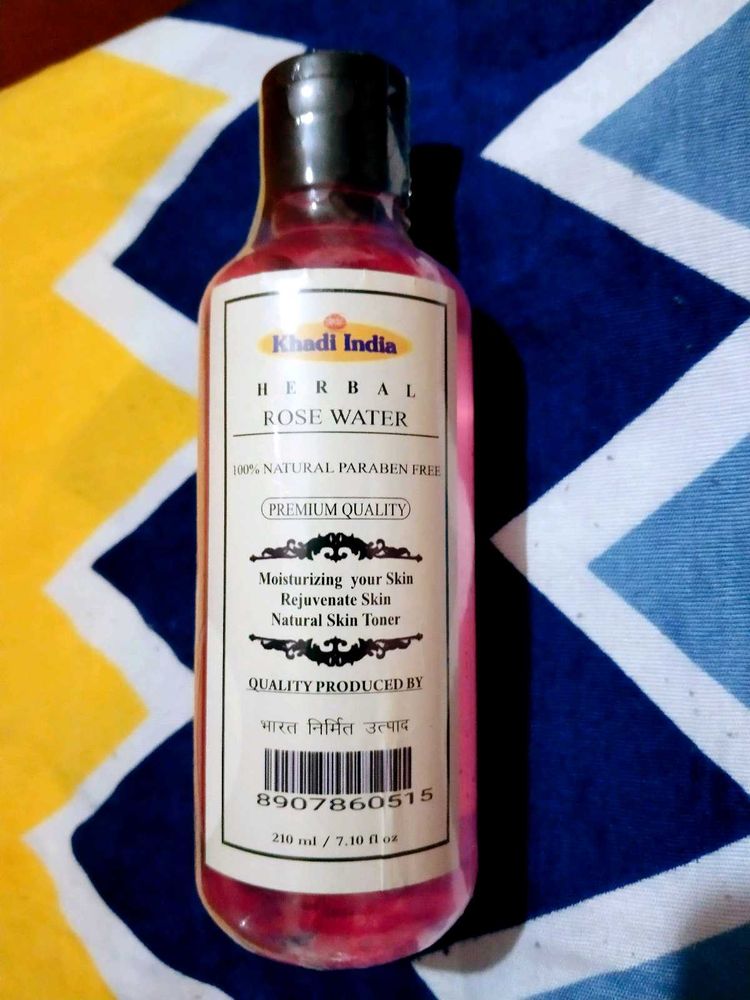 Khadi India
HERBAL
ROSE WATER
100% NATURAL PARABEN FREE
PREMIUM QUALITY
Moisturizing your Skin
Rejuvenate Skin
Natural Skin Toner
QUALITY PRODUCED BY
भारत निर्मित उत्पाद
8907860515
210 ml / 7.10 fl oz